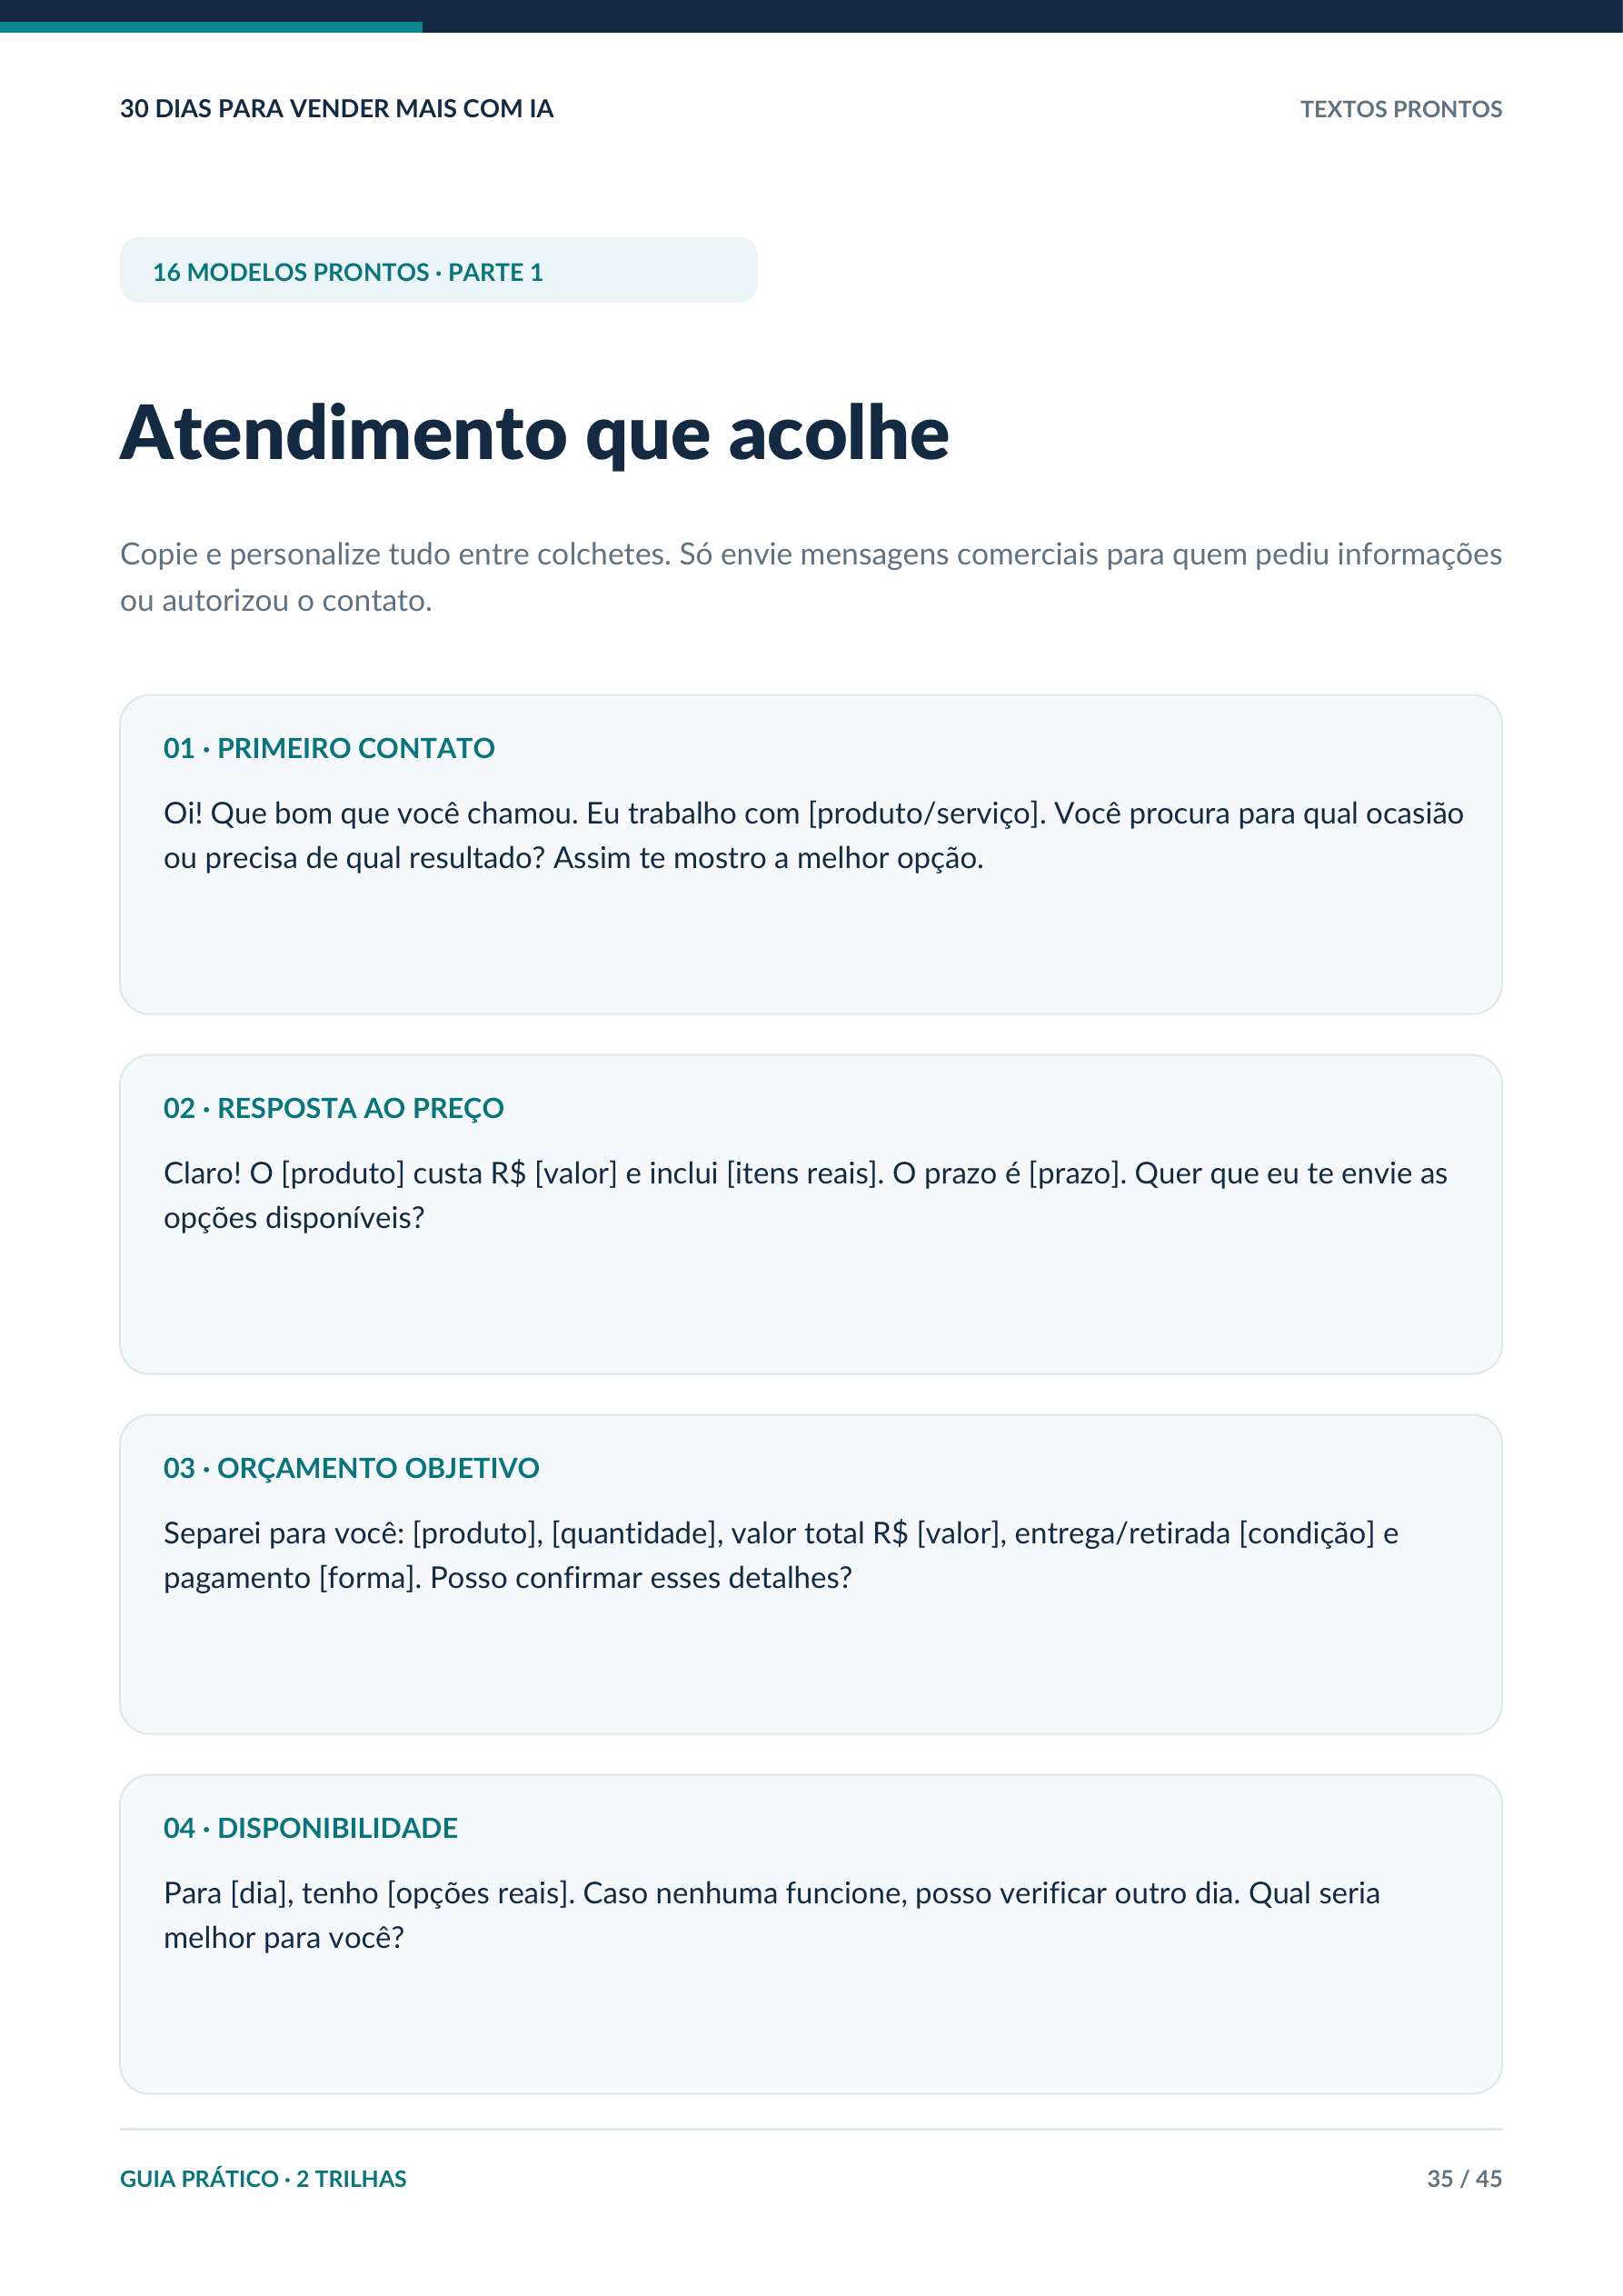 30 DIAS PARA VENDER MAIS COM IA
TEXTOS PRONTOS
16 MODELOS PRONTOS · PARTE 1
Atendimento que acolhe
Copie e personalize tudo entre colchetes. Só envie mensagens comerciais para quem pediu informações
ou autorizou o contato.
01 · PRIMEIRO CONTATO
Oi! Que bom que você chamou. Eu trabalho com [produto/serviço]. Você procura para qual ocasião
ou precisa de qual resultado? Assim te mostro a melhor opção.
02 · RESPOSTA AO PREÇO
Claro! O [produto] custa R$ [valor] e inclui [itens reais]. O prazo é [prazo]. Quer que eu te envie as
opções disponíveis?
03 · ORÇAMENTO OBJETIVO
Separei para você: [produto], [quantidade], valor total R$ [valor], entrega/retirada [condição] e
pagamento [forma]. Posso confirmar esses detalhes?
04 · DISPONIBILIDADE
Para [dia], tenho [opções reais]. Caso nenhuma funcione, posso verificar outro dia. Qual seria
melhor para você?
GUIA PRÁTICO · 2 TRILHAS
35 / 45